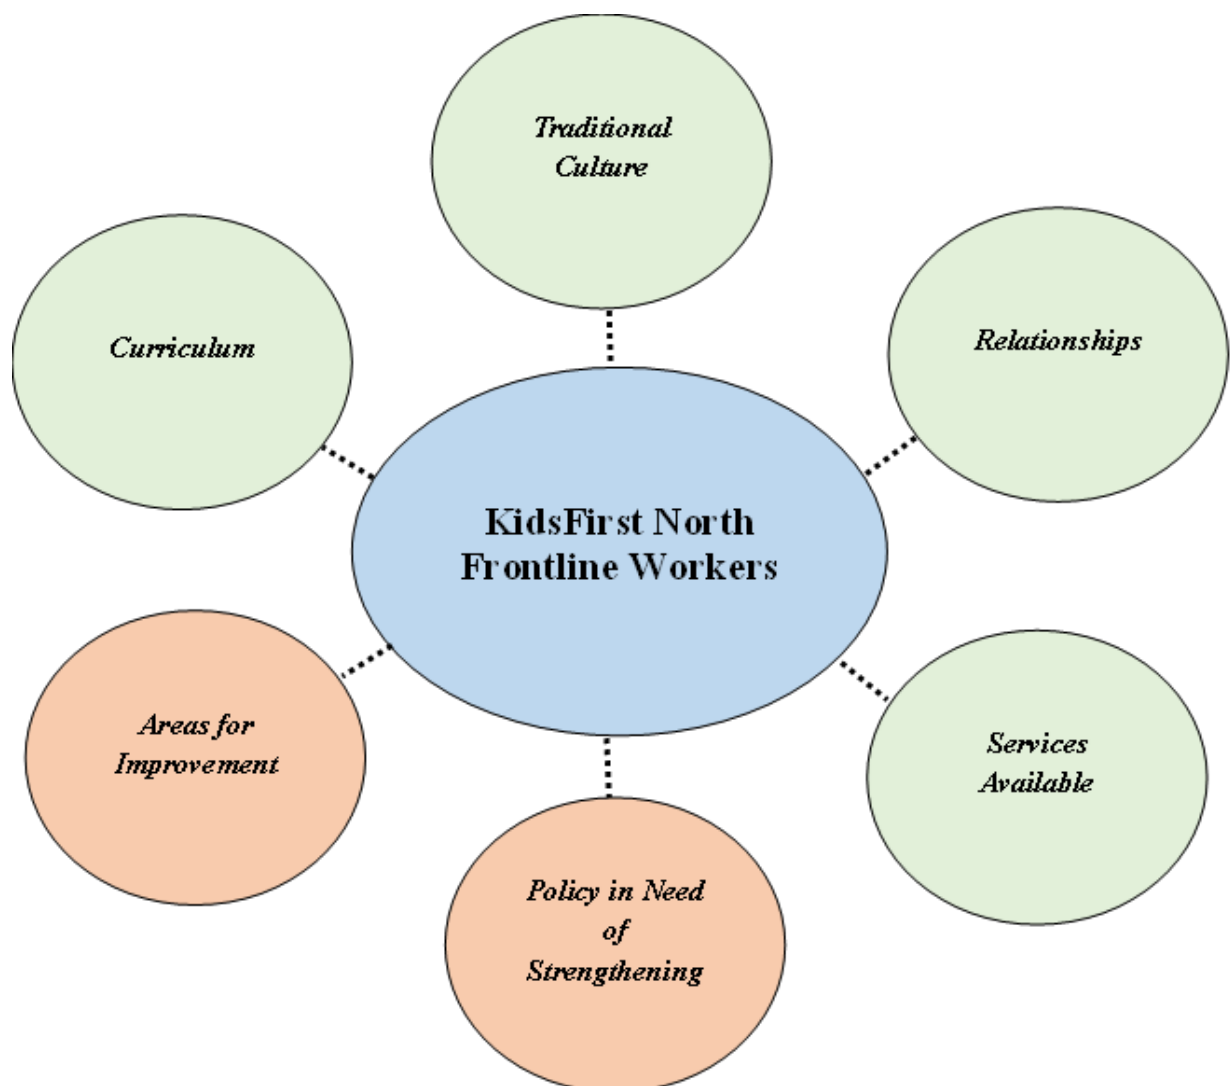 Traditional
Culture
Curriculum
Relationships
KidsFirst North
Frontline Workers
Areas for
Improvement
Services
Available
Policy in Need
of
Strengthening